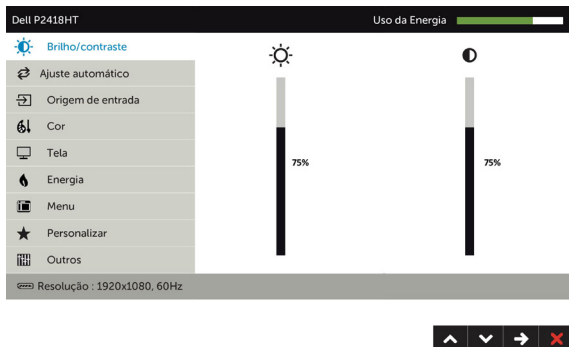 Dell P2418HT
Uso da Energia
Brilho/contraste
Ajuste automático
Origem de entrada
Cor
Tela
Energia
Menu
Personalizar
Outros
75%
75%
Resolução : 1920x1080, 60Hz